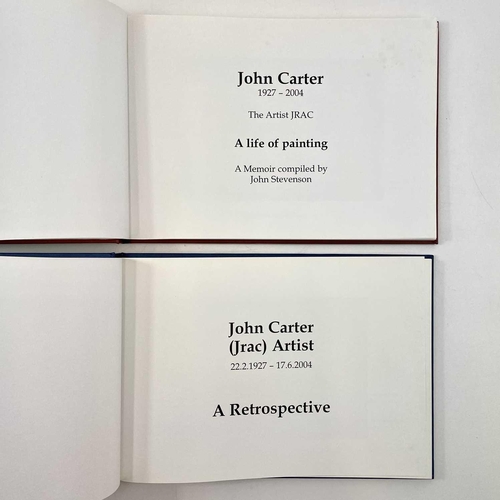 John Carter
1927 – 2004
The Artist JRAC
A life of painting
A Memoir compiled by
John Stevenson
John Carter
(Jrac) Artist
22.2.1927 – 17.6.2004
A Retrospective